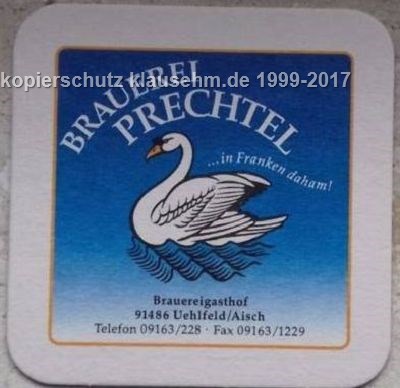 kopierschutz klausehm.de 1999-2017
BRAUEREI
PRECHTEL
...in Franken daham!
Brauereigasthof
91486 Uehlfeld/Aisch
Telefon 09163/228 · Fax 09163/1229